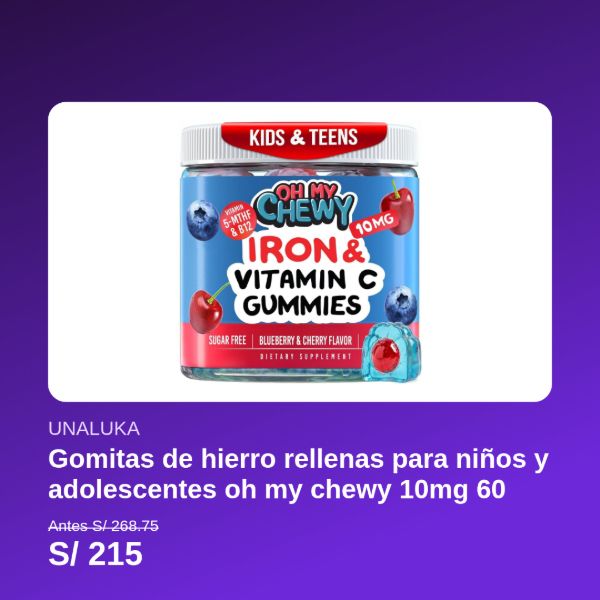 KIDS & TEENS
OH MY
CHEWY
VITAMIN
5-MTHF
& B12
10MG
IRON &
VITAMIN C
GUMMIES
SUGAR FREE | BLUEBERRY & CHERRY FLAVOR
DIETARY SUPPLEMENT
UNALUKA
Gomitas de hierro rellenas para niños y
adolescentes oh my chewy 10mg 60
Antes S/ 268.75
S/ 215